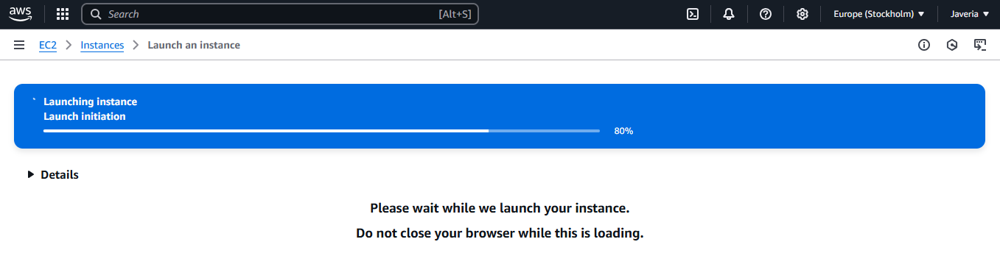 aws Search [Alt+S] Europe (Stockholm) Javeria
EC2 Instances Launch an instance
Launching instance
Launch initiation
80%
Details
Please wait while we launch your instance.
Do not close your browser while this is loading.